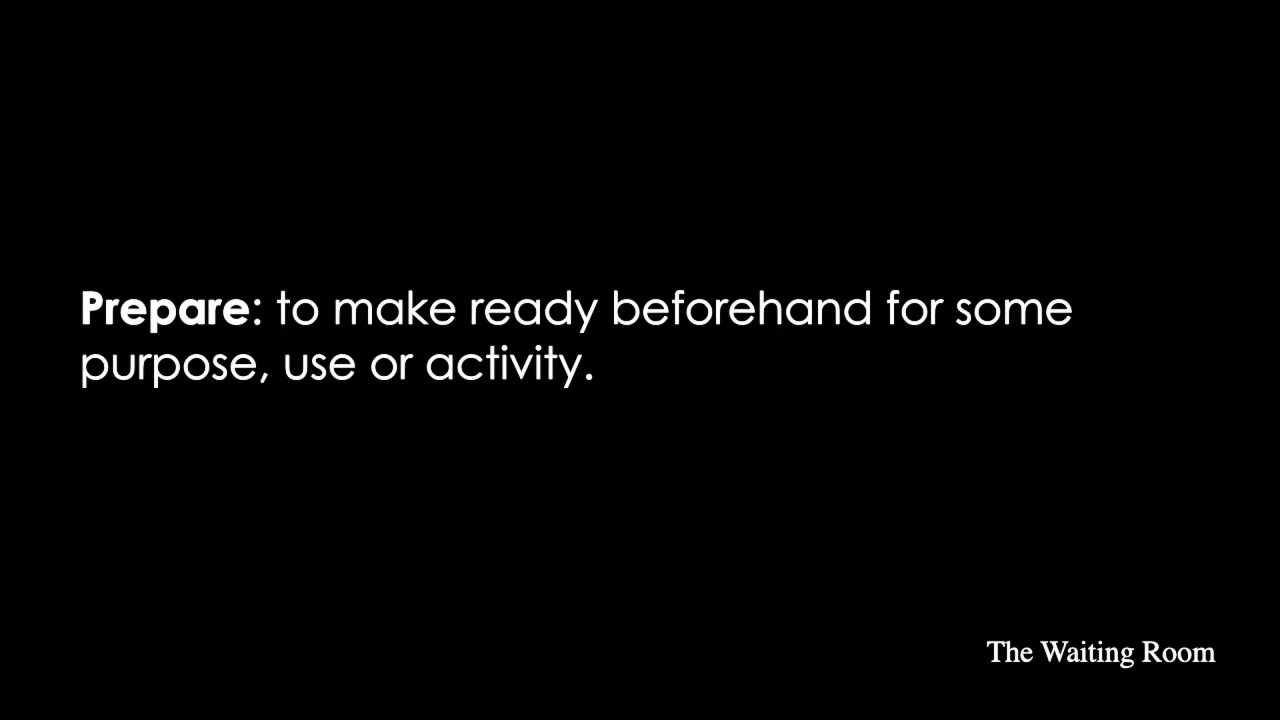 Prepare: to make ready beforehand for some
purpose, use or activity.
The Waiting Room